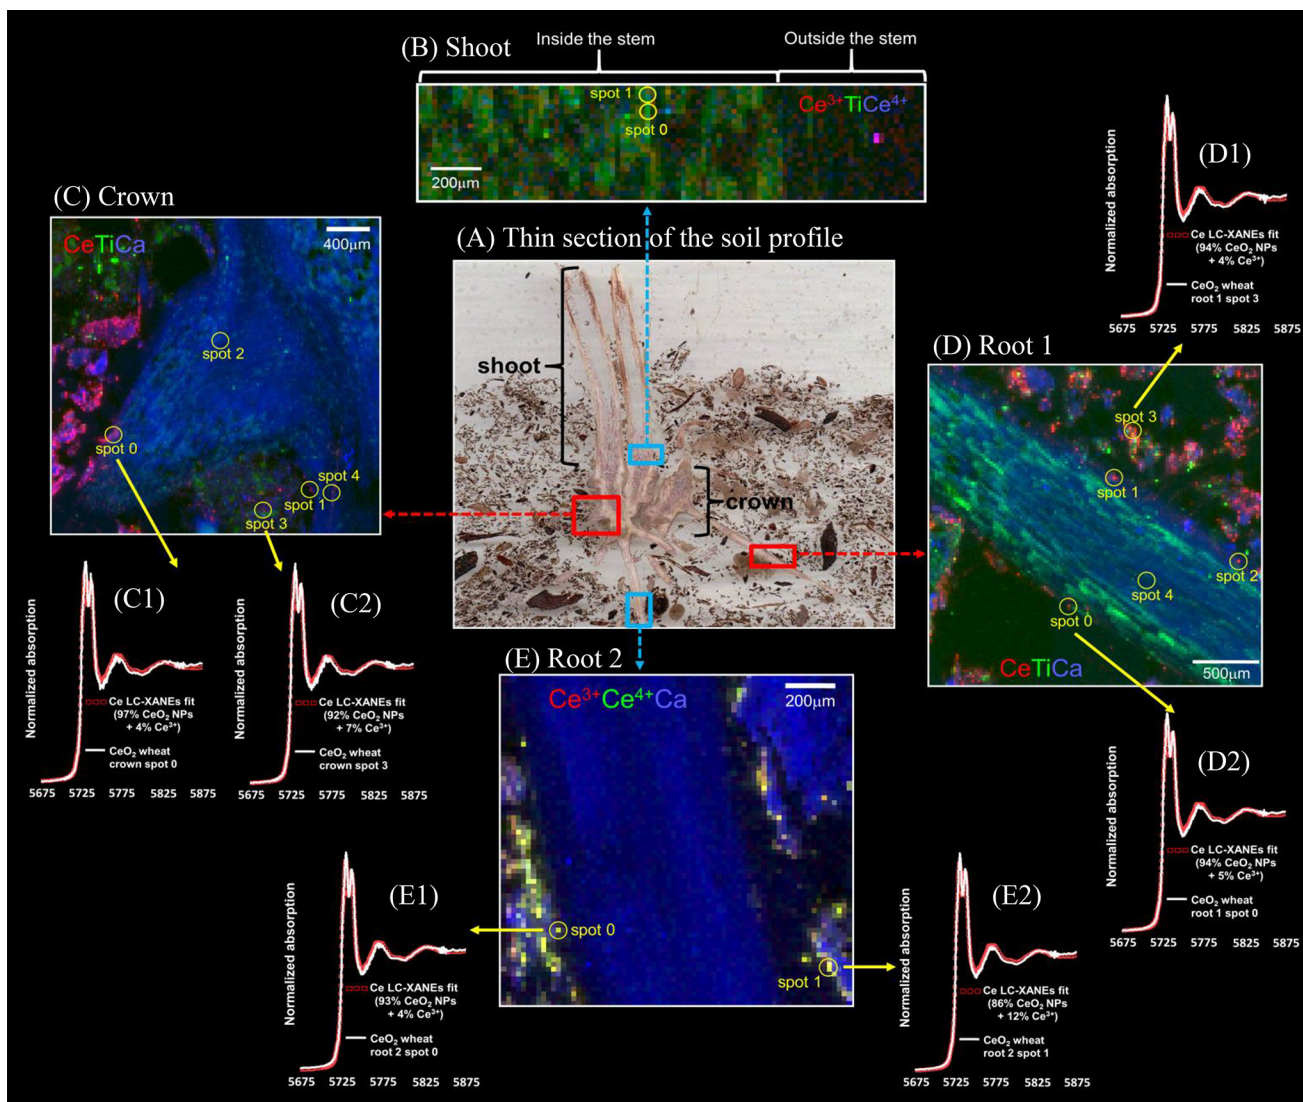 (B) Shoot
Inside the stem
Outside the stem
spot 1
spot 0
Ce³⁺TiCe⁴⁺
200µm
(C) Crown
CeTiCa
400µm
spot 2
spot 0
spot 4
spot 1
spot 3
(A) Thin section of the soil profile
shoot
crown
(D1)
Normalized absorption
Ce LC-XANEs fit
(94% CeO₂ NPs
+ 4% Ce³⁺)
CeO₂ wheat
root 1 spot 3
5675 5725 5775 5825 5875
(D) Root 1
spot 3
spot 1
spot 2
spot 4
spot 0
CeTiCa
500µm
(C1)
Normalized absorption
Ce LC-XANEs fit
(97% CeO₂ NPs
+ 4% Ce³⁺)
CeO₂ wheat
crown spot 0
5675 5725 5775 5825 5875
(C2)
Normalized absorption
Ce LC-XANEs fit
(92% CeO₂ NPs
+ 7% Ce³⁺)
CeO₂ wheat
crown spot 3
5675 5725 5775 5825 5875
(E) Root 2
Ce³⁺Ce⁴⁺Ca
200µm
spot 0
spot 1
(D2)
Normalized absorption
Ce LC-XANEs fit
(94% CeO₂ NPs
+ 5% Ce³⁺)
CeO₂ wheat
root 1 spot 0
5675 5725 5775 5825 5875
(E1)
Normalized absorption
Ce LC-XANEs fit
(93% CeO₂ NPs
+ 4% Ce³⁺)
CeO₂ wheat
root 2 spot 0
5675 5725 5775 5825 5875
(E2)
Normalized absorption
Ce LC-XANEs fit
(86% CeO₂ NPs
+ 12% Ce³⁺)
CeO₂ wheat
root 2 spot 1
5675 5725 5775 5825 5875